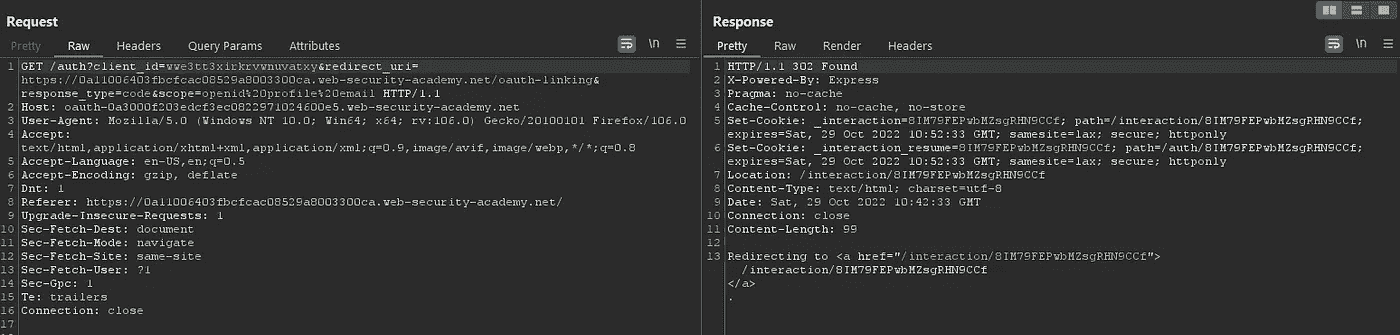 Request
Pretty Raw Headers Query Params Attributes
\n
1 GET /auth?client_id=wwe3tt3xirkrvwnuvatxy&redirect_uri=
https://0a11006403fbcfcac08529a8003300ca.web-security-academy.net/oauth-linking&
response_type=code&scope=openid%20profile%20email HTTP/1.1
2 Host: oauth-0a3000f203edcf3ec0822971024600e5.web-security-academy.net
3 User-Agent: Mozilla/5.0 (Windows NT 10.0; Win64; x64; rv:106.0) Gecko/20100101 Firefox/106.0
4 Accept:
text/html,application/xhtml+xml,application/xml;q=0.9,image/avif,image/webp,*/*;q=0.8
5 Accept-Language: en-US,en;q=0.5
6 Accept-Encoding: gzip, deflate
7 Dnt: 1
8 Referer: https://0a11006403fbcfcac08529a8003300ca.web-security-academy.net/
9 Upgrade-Insecure-Requests: 1
10 Sec-Fetch-Dest: document
11 Sec-Fetch-Mode: navigate
12 Sec-Fetch-Site: same-site
13 Sec-Fetch-User: ?1
14 Sec-Gpc: 1
15 Te: trailers
16 Connection: close
17
Response
Pretty Raw Render Headers
\n
1 HTTP/1.1 302 Found
2 X-Powered-By: Express
3 Pragma: no-cache
4 Cache-Control: no-cache, no-store
5 Set-Cookie: _interaction=8IM79FEPwbMZsgRHN9CCf; path=/interaction/8IM79FEPwbMZsgRHN9CCf;
expires=Sat, 29 Oct 2022 10:52:33 GMT; samesite=lax; secure; httponly
6 Set-Cookie: _interaction_resume=8IM79FEPwbMZsgRHN9CCf; path=/auth/8IM79FEPwbMZsgRHN9CCf;
expires=Sat, 29 Oct 2022 10:52:33 GMT; samesite=lax; secure; httponly
7 Location: /interaction/8IM79FEPwbMZsgRHN9CCf
8 Content-Type: text/html; charset=utf-8
9 Date: Sat, 29 Oct 2022 10:42:33 GMT
10 Connection: close
11 Content-Length: 99
12
13 Redirecting to <a href="/interaction/8IM79FEPwbMZsgRHN9CCf">
/interaction/8IM79FEPwbMZsgRHN9CCf
</a>
.